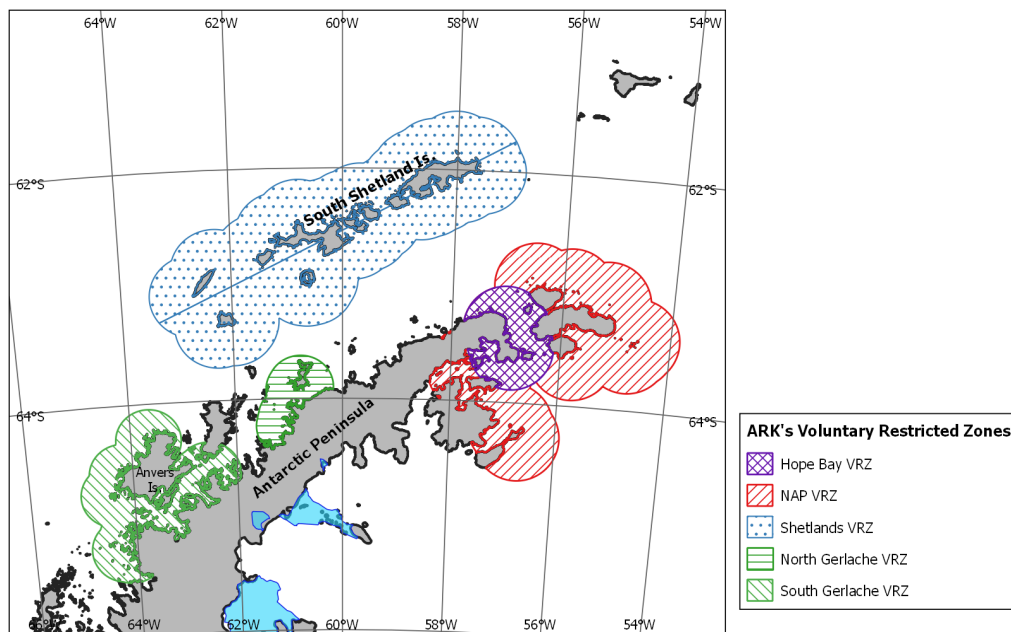 64°W 62°W 60°W 58°W 56°W
62°S 62°S
South Shetland Is.
64°S 64°S
Antarctic Peninsula
Anvers
Is.
ARK's Voluntary Restricted Zones
Hope Bay VRZ
NAP VRZ
Shetlands VRZ
North Gerlache VRZ
South Gerlache VRZ
66°W 64°W 62°W 60°W 58°W 56°W 54°W